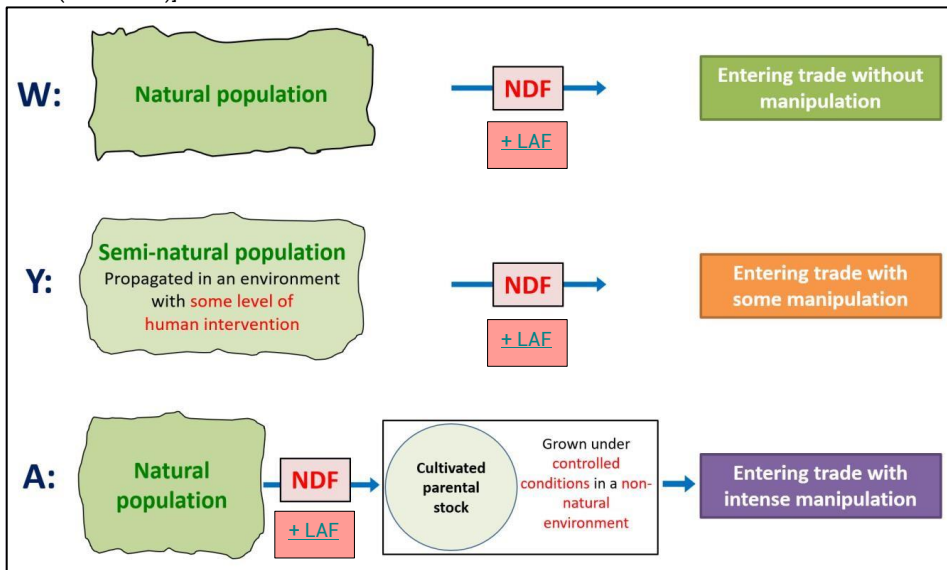 W:
Natural population
NDF
+ LAF
Entering trade without
manipulation
Y:
Semi-natural population
Propagated in an environment
with some level of
human intervention
NDF
+ LAF
Entering trade with
some manipulation
A:
Natural
population
NDF
+ LAF
Cultivated
parental
stock
Grown under
controlled
conditions in a non-
natural
environment
Entering trade with
intense manipulation